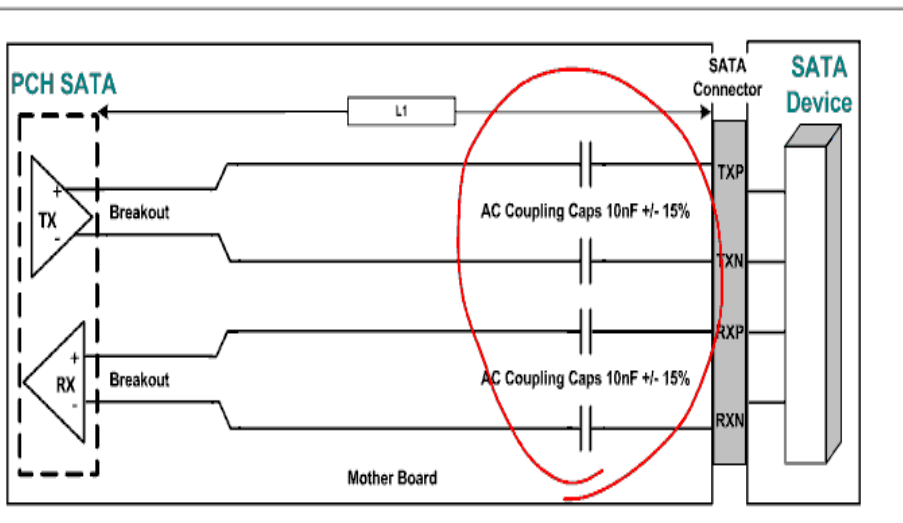 PCH SATA
SATA
Connector
SATA
Device
L1
TXP
+
TX
Breakout
AC Coupling Caps 10nF +/- 15%
-
TXN
RXP
+
RX
Breakout
AC Coupling Caps 10nF +/- 15%
-
RXN
Mother Board